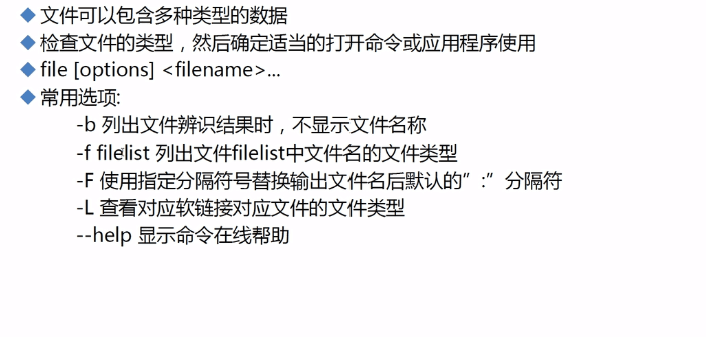 文件可以包含多种类型的数据
检查文件的类型，然后确定适当的打开命令或应用程序使用
file [options] <filename>...
常用选项:
-b 列出文件辨识结果时，不显示文件名称
-f filelist 列出文件filelist中文件名的文件类型
-F 使用指定分隔符号替换输出文件名后默认的”:”分隔符
-L 查看对应软链接对应文件的文件类型
--help 显示命令在线帮助